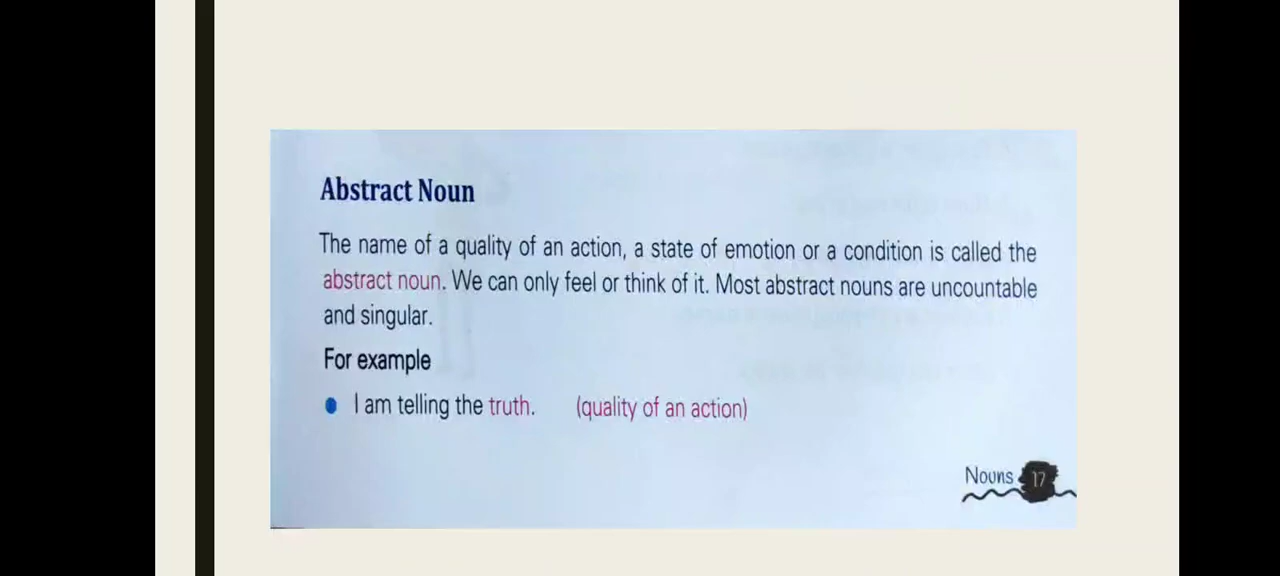 Abstract Noun
The name of a quality of an action, a state of emotion or a condition is called the
abstract noun. We can only feel or think of it. Most abstract nouns are uncountable
and singular.
For example
I am telling the truth. (quality of an action)
Nouns 17